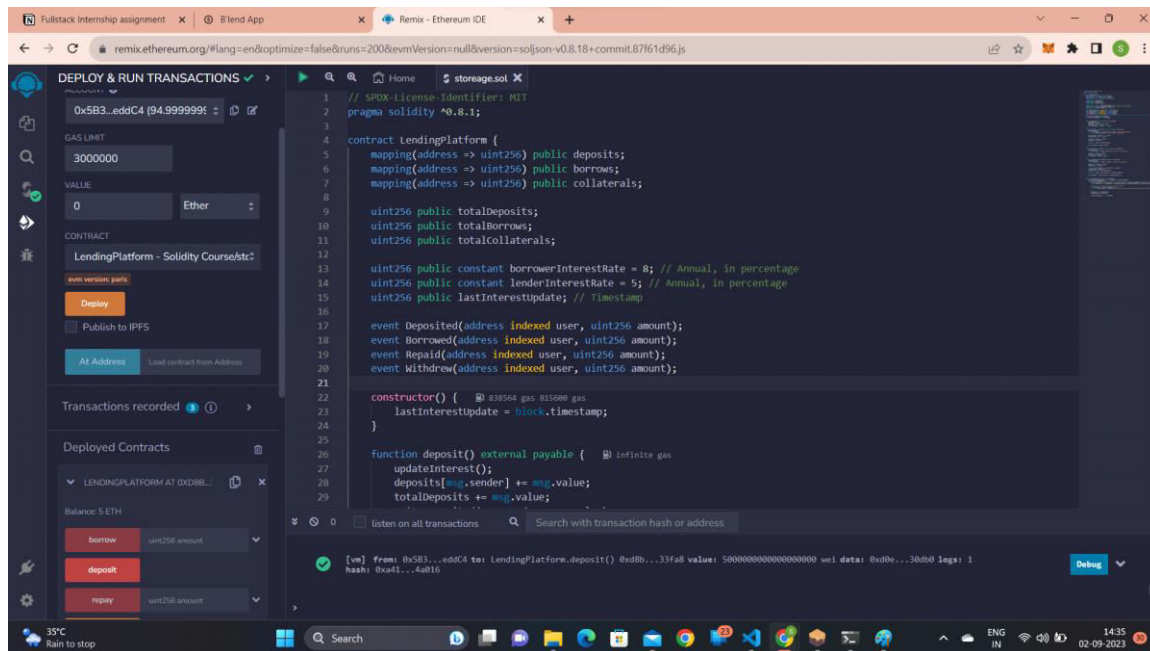 Fullstack Internship assignment
B'lend App
Remix - Ethereum IDE
remix.ethereum.org/#lang=en&optimize=false&runs=200&evmVersion=null&version=soljson-v0.8.18+commit.87f61d96.js
S
DEPLOY & RUN TRANSACTIONS
Home
storeage.sol
0x5B3...eddC4 (94.9999999
GAS LIMIT
3000000
VALUE
0 Ether
CONTRACT
LendingPlatform - Solidity Course/stc
evm version: paris
Deploy
Publish to IPFS
At Address
Load contract from Address
Transactions recorded 3
Deployed Contracts
LENDINGPLATFORM AT 0XD8B...
Balance: 5 ETH
borrow uint256 amount
deposit
repay uint256 amount
1 // SPDX-License-Identifier: MIT
2 pragma solidity ^0.8.1;
3
4 contract LendingPlatform {
5 mapping(address => uint256) public deposits;
6 mapping(address => uint256) public borrows;
7 mapping(address => uint256) public collaterals;
8
9 uint256 public totalDeposits;
10 uint256 public totalBorrows;
11 uint256 public totalCollaterals;
12
13 uint256 public constant borrowerInterestRate = 8; // Annual, in percentage
14 uint256 public constant lenderInterestRate = 5; // Annual, in percentage
15 uint256 public lastInterestUpdate; // Timestamp
16
17 event Deposited(address indexed user, uint256 amount);
18 event Borrowed(address indexed user, uint256 amount);
19 event Repaid(address indexed user, uint256 amount);
20 event Withdrew(address indexed user, uint256 amount);
21
22 constructor() { 838564 gas 815600 gas
23 lastInterestUpdate = block.timestamp;
24 }
25
26 function deposit() external payable { infinite gas
27 updateInterest();
28 deposits[msg.sender] += msg.value;
29 totalDeposits += msg.value;
0 listen on all transactions
Search with transaction hash or address
[vm] from: 0x5B3...eddC4 to: LendingPlatform.deposit() 0xd8b...33fa8 value: 5000000000000000000 wei data: 0xd0e...30db0 logs: 1
hash: 0xa41...4a016
Debug
>
35°C
Rain to stop
Search
23
ENG
IN
14:35
02-09-2023
30